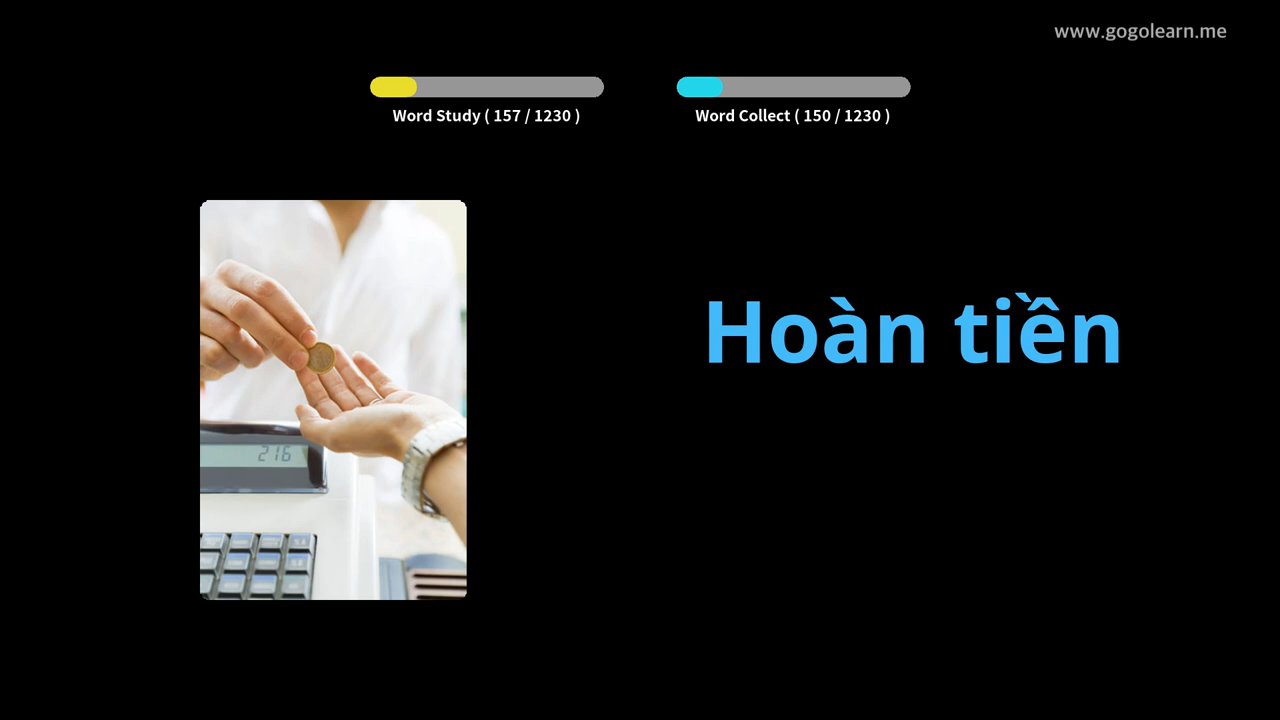 www.gogolearn.me
Word Study ( 157 / 1230 )
Word Collect ( 150 / 1230 )
Hoàn tiền
216